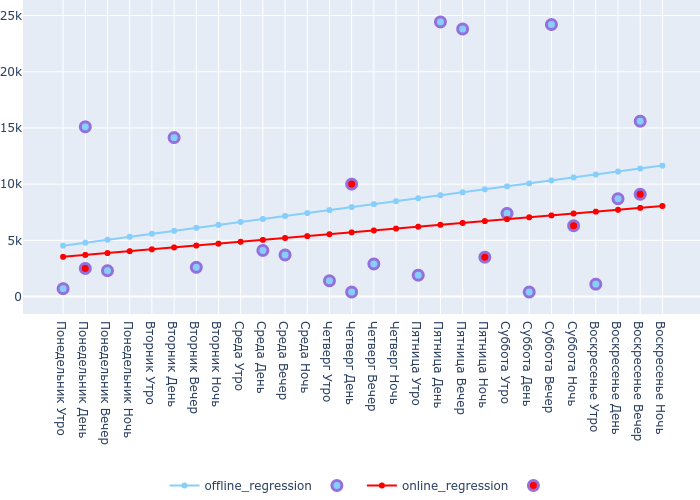 25k
20k
15k
10k
5k
0
Понедельник Утро
Понедельник День
Понедельник Вечер
Понедельник Ночь
Вторник Утро
Вторник День
Вторник Вечер
Вторник Ночь
Среда Утро
Среда День
Среда Вечер
Среда Ночь
Четверг Утро
Четверг День
Четверг Вечер
Четверг Ночь
Пятница Утро
Пятница День
Пятница Вечер
Пятница Ночь
Суббота Утро
Суббота День
Суббота Вечер
Суббота Ночь
Воскресенье Утро
Воскресенье День
Воскресенье Вечер
Воскресенье Ночь
offline_regression
online_regression